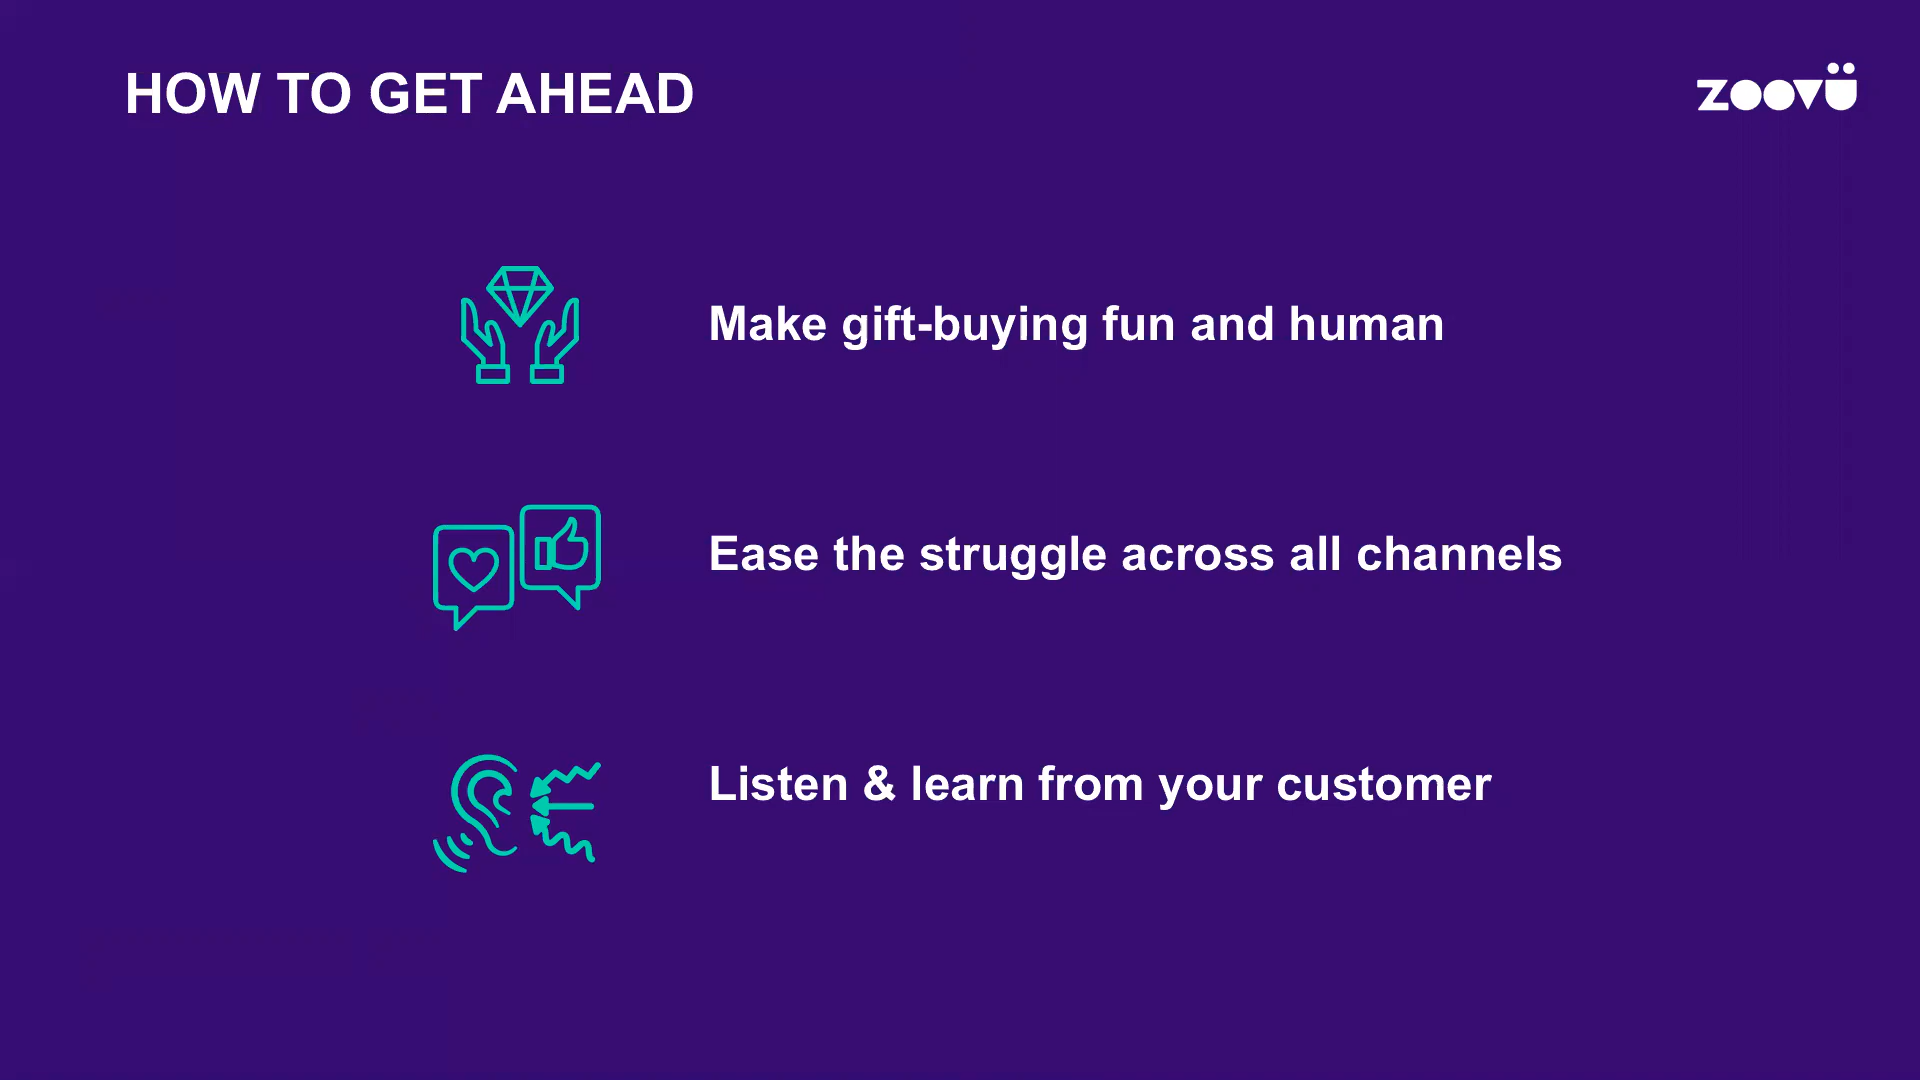 HOW TO GET AHEAD
zoovü
Make gift-buying fun and human
Ease the struggle across all channels
Listen & learn from your customer